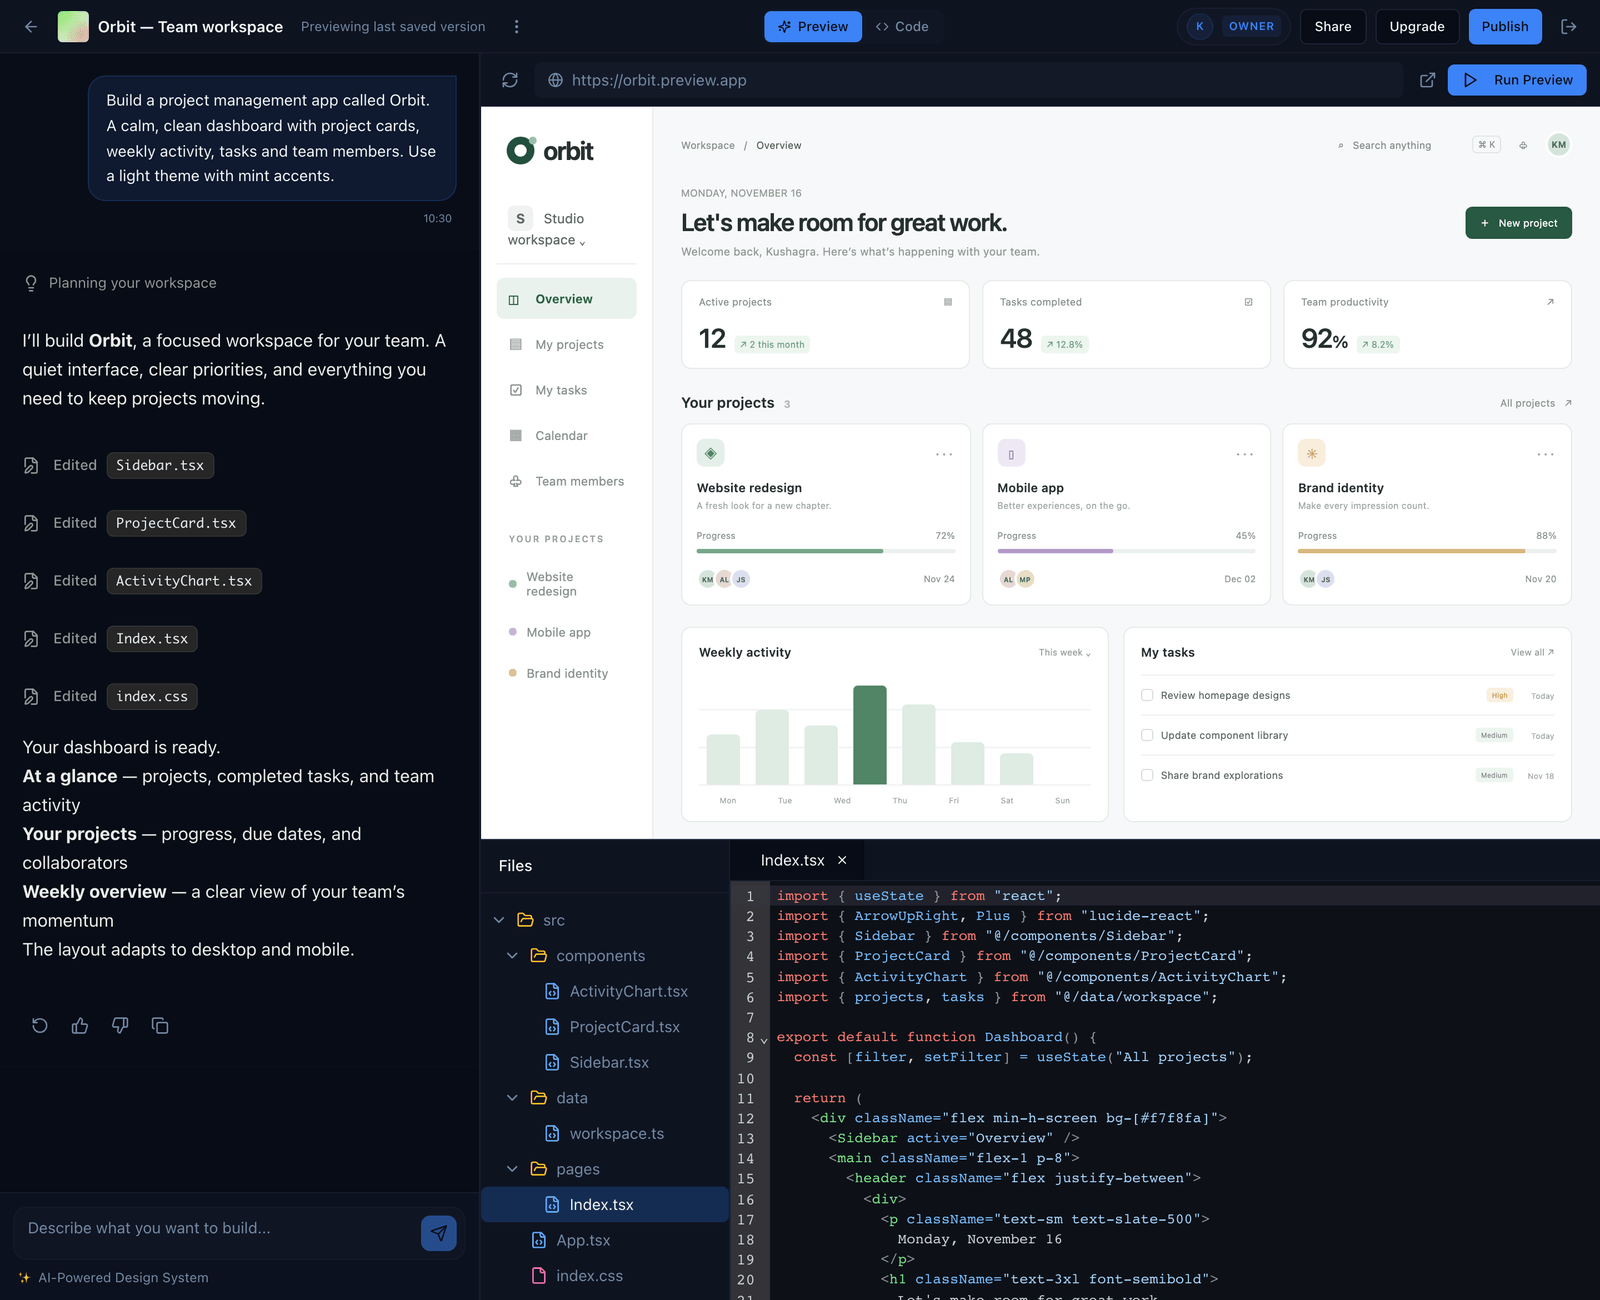 Orbit — Team workspace
Previewing last saved version
Preview
Code
K
OWNER
Share
Upgrade
Publish
Build a project management app called Orbit.
A calm, clean dashboard with project cards,
weekly activity, tasks and team members. Use
a light theme with mint accents.
10:30
Planning your workspace
I'll build Orbit, a focused workspace for your team. A
quiet interface, clear priorities, and everything you
need to keep projects moving.
Edited Sidebar.tsx
Edited ProjectCard.tsx
Edited ActivityChart.tsx
Edited Index.tsx
Edited index.css
Your dashboard is ready.
At a glance — projects, completed tasks, and team
activity
Your projects — progress, due dates, and
collaborators
Weekly overview — a clear view of your team's
momentum
The layout adapts to desktop and mobile.
Describe what you want to build...
✨ AI-Powered Design System
https://orbit.preview.app
Run Preview
orbit
S Studio
workspace
Overview
My projects
My tasks
Calendar
Team members
YOUR PROJECTS
Website
redesign
Mobile app
Brand identity
Workspace / Overview
Search anything
⌘ K
KM
MONDAY, NOVEMBER 16
Let's make room for great work.
Welcome back, Kushagra. Here's what's happening with your team.
+ New project
Active projects
12
↗ 2 this month
Tasks completed
48
↗ 12.8%
Team productivity
92%
↗ 8.2%
Your projects 3
All projects ↗
Website redesign
A fresh look for a new chapter.
Progress 72%
KM AL JS
Nov 24
Mobile app
Better experiences, on the go.
Progress 45%
AL MP
Dec 02
Brand identity
Make every impression count.
Progress 88%
KM JS
Nov 20
Weekly activity
This week
Mon Tue Wed Thu Fri Sat Sun
My tasks
View all ↗
Review homepage designs High Today
Update component library Medium Today
Share brand explorations Medium Nov 18
Files
src
components
ActivityChart.tsx
ProjectCard.tsx
Sidebar.tsx
data
workspace.ts
pages
Index.tsx
App.tsx
index.css
Index.tsx ×
1 import { useState } from "react";
2 import { ArrowUpRight, Plus } from "lucide-react";
3 import { Sidebar } from "@/components/Sidebar";
4 import { ProjectCard } from "@/components/ProjectCard";
5 import { ActivityChart } from "@/components/ActivityChart";
6 import { projects, tasks } from "@/data/workspace";
7
8 export default function Dashboard() {
9 const [filter, setFilter] = useState("All projects");
10
11 return (
12 <div className="flex min-h-screen bg-[#f7f8fa]">
13 <Sidebar active="Overview" />
14 <main className="flex-1 p-8">
15 <header className="flex justify-between">
16 <div>
17 <p className="text-sm text-slate-500">
18 Monday, November 16
19 </p>
20 <h1 className="text-3xl font-semibold">
21 Let's make room for great work.